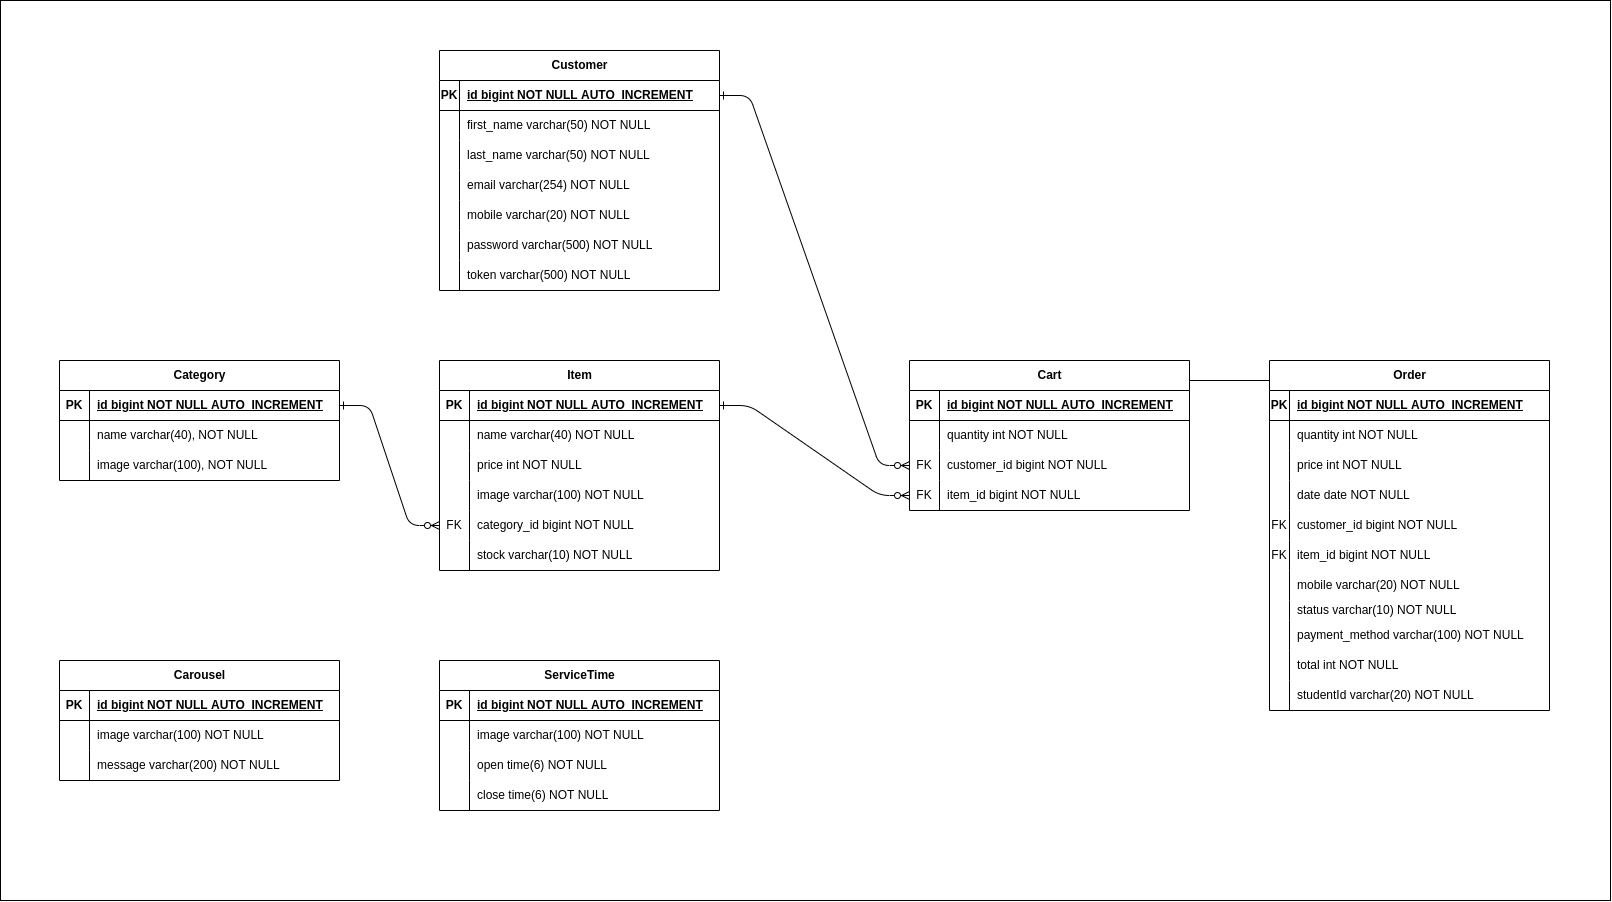 Customer
PK id bigint NOT NULL AUTO_INCREMENT
first_name varchar(50) NOT NULL
last_name varchar(50) NOT NULL
email varchar(254) NOT NULL
mobile varchar(20) NOT NULL
password varchar(500) NOT NULL
token varchar(500) NOT NULL
Category
PK id bigint NOT NULL AUTO_INCREMENT
name varchar(40), NOT NULL
image varchar(100), NOT NULL
Item
PK id bigint NOT NULL AUTO_INCREMENT
name varchar(40) NOT NULL
price int NOT NULL
image varchar(100) NOT NULL
FK category_id bigint NOT NULL
stock varchar(10) NOT NULL
Cart
PK id bigint NOT NULL AUTO_INCREMENT
quantity int NOT NULL
FK customer_id bigint NOT NULL
FK item_id bigint NOT NULL
Order
PK id bigint NOT NULL AUTO_INCREMENT
quantity int NOT NULL
price int NOT NULL
date date NOT NULL
FK customer_id bigint NOT NULL
FK item_id bigint NOT NULL
mobile varchar(20) NOT NULL
status varchar(10) NOT NULL
payment_method varchar(100) NOT NULL
total int NOT NULL
studentId varchar(20) NOT NULL
Carousel
PK id bigint NOT NULL AUTO_INCREMENT
image varchar(100) NOT NULL
message varchar(200) NOT NULL
ServiceTime
PK id bigint NOT NULL AUTO_INCREMENT
image varchar(100) NOT NULL
open time(6) NOT NULL
close time(6) NOT NULL